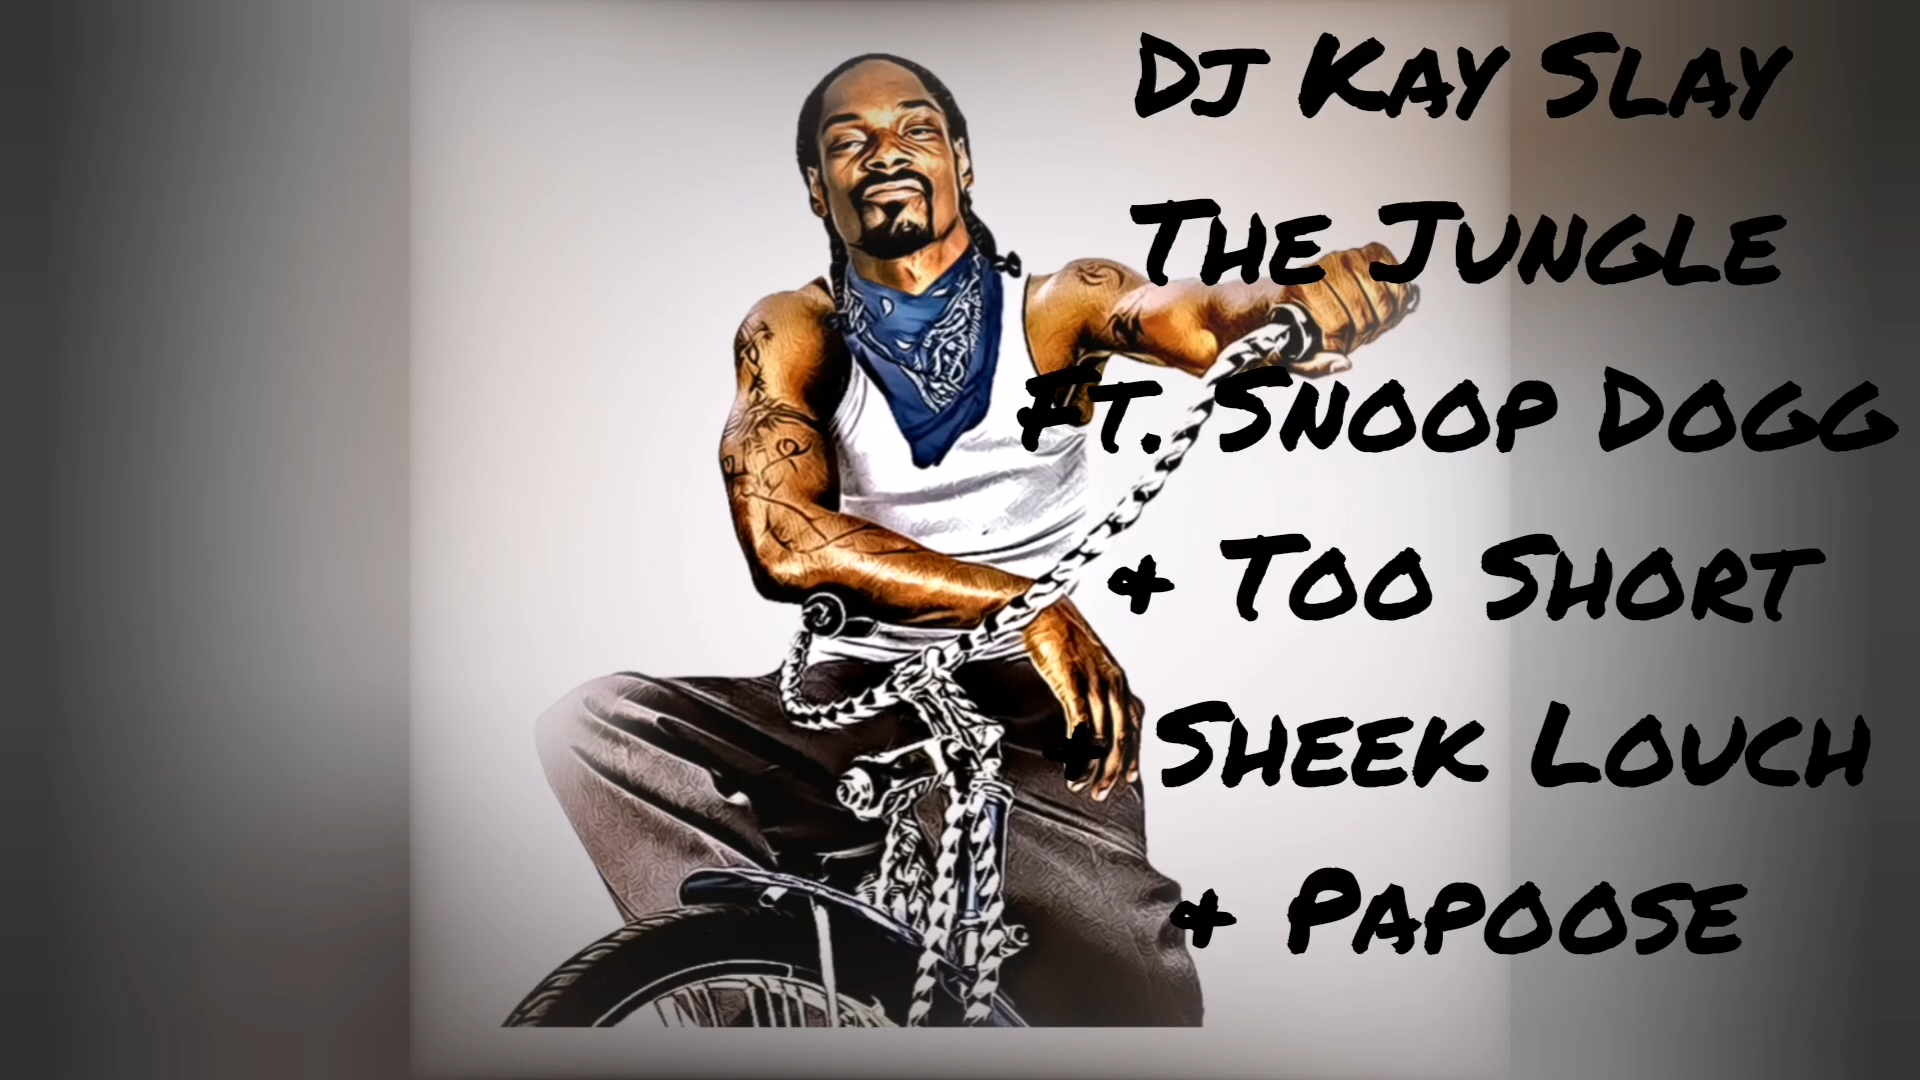 DJ KAY SLAY
THE JUNGLE
FT. SNOOP DOGG
& TOO SHORT
& SHEEK LOUCH
& PAPOOSE